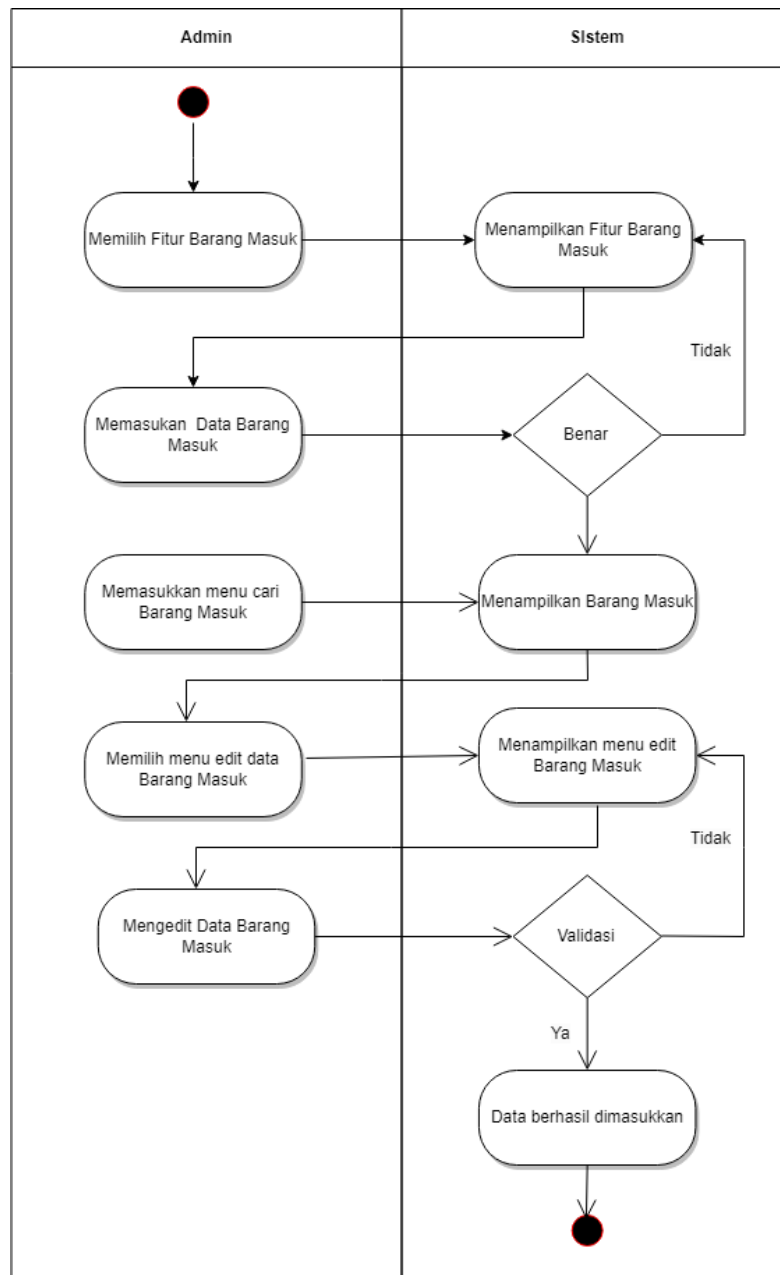 Admin
SIstem
Memilih Fitur Barang Masuk
Menampilkan Fitur Barang
Masuk
Tidak
Memasukan Data Barang
Masuk
Benar
Memasukkan menu cari
Barang Masuk
Menampilkan Barang Masuk
Memilih menu edit data
Barang Masuk
Menampilkan menu edit
Barang Masuk
Tidak
Mengedit Data Barang
Masuk
Validasi
Ya
Data berhasil dimasukkan